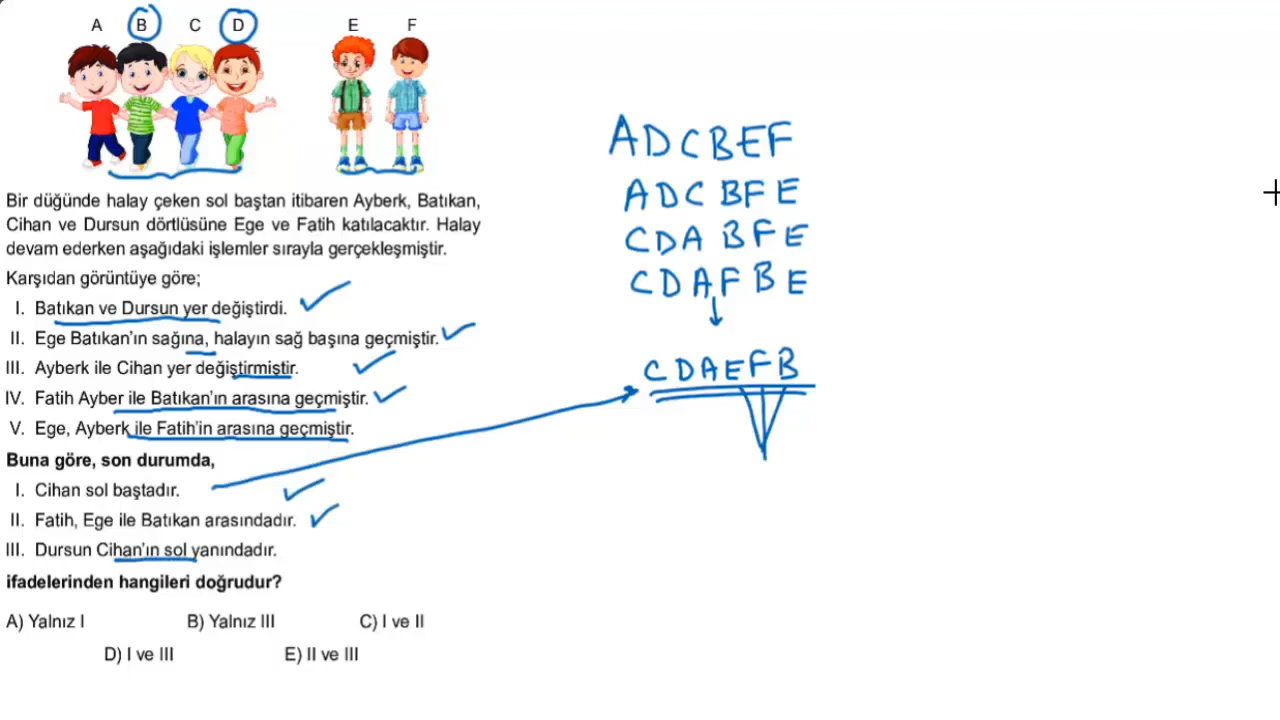 A B C D E F
Bir düğünde halay çeken sol baştan itibaren Ayberk, Batıkan,
Cihan ve Dursun dörtlüsüne Ege ve Fatih katılacaktır. Halay
devam ederken aşağıdaki işlemler sırayla gerçekleşmiştir.
Karşıdan görüntüye göre;
I. Batıkan ve Dursun yer değiştirdi.
II. Ege Batıkan'ın sağına, halayın sağ başına geçmiştir.
III. Ayberk ile Cihan yer değiştirmiştir.
IV. Fatih Ayber ile Batıkan'ın arasına geçmiştir.
V. Ege, Ayberk ile Fatih'in arasına geçmiştir.
Buna göre, son durumda,
I. Cihan sol baştadır.
II. Fatih, Ege ile Batıkan arasındadır.
III. Dursun Cihan'ın sol yanındadır.
ifadelerinden hangileri doğrudur?
A) Yalnız I B) Yalnız III C) I ve II
D) I ve III E) II ve III
ADCBEF
ADCBFE
CDABFE
CDAFBE
CDAEFB